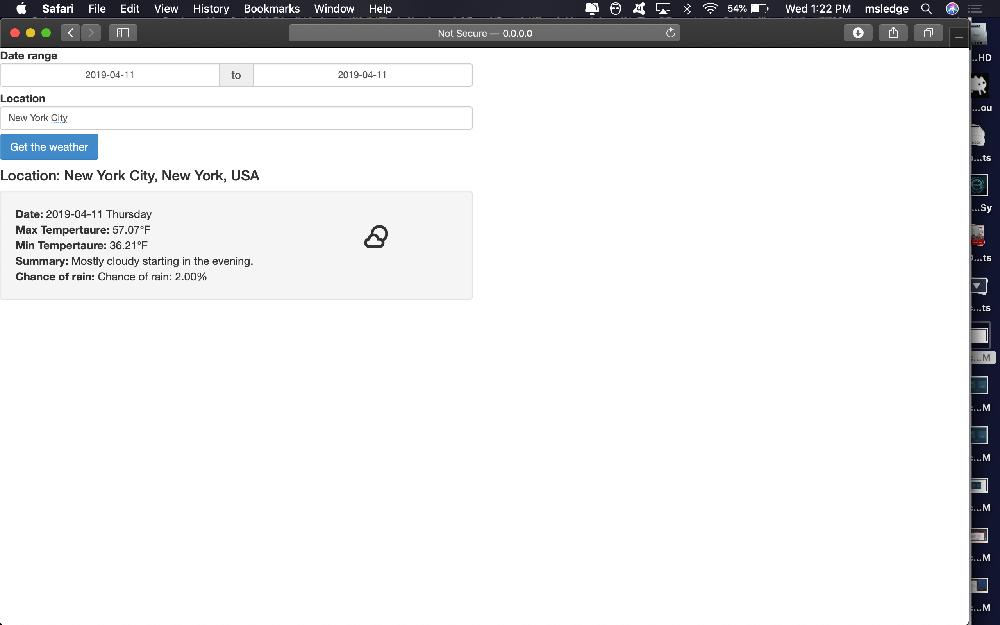 Safari File Edit View History Bookmarks Window Help 54% Wed 1:22 PM msledge
Not Secure — 0.0.0.0
Date range
2019-04-11 to 2019-04-11
Location
New York City
Get the weather
Location: New York City, New York, USA
Date: 2019-04-11 Thursday
Max Tempertaure: 57.07°F
Min Tempertaure: 36.21°F
Summary: Mostly cloudy starting in the evening.
Chance of rain: Chance of rain: 2.00%
...HD
...ou
DOCX
...ts
...Sy
...ts
...ts
...M
...M
...M
...M
...M
...M